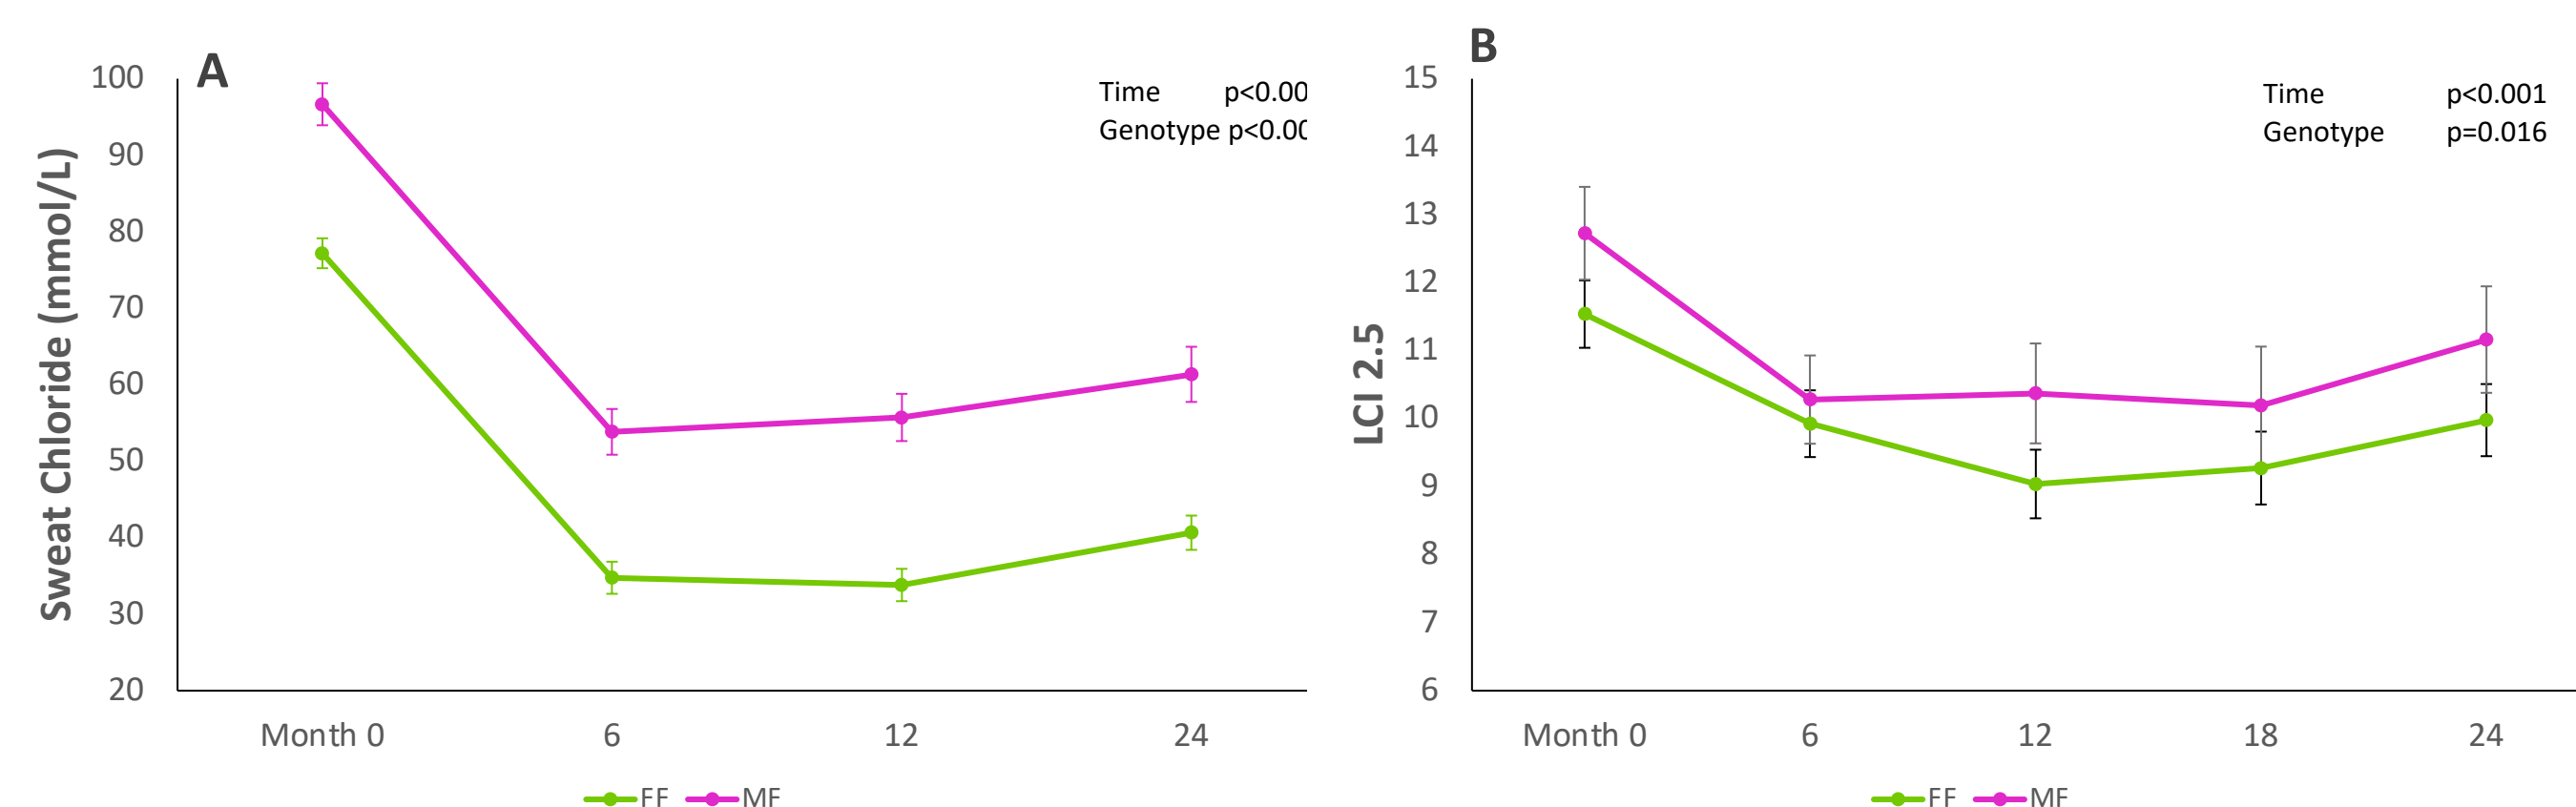 A
Time p<0.00
Genotype p<0.00
Sweat Chloride (mmol/L)
100
90
80
70
60
50
40
30
20
Month 0 6 12 24
FF MF
B
Time p<0.001
Genotype p=0.016
LCI 2.5
15
14
13
12
11
10
9
8
7
6
Month 0 6 12 18 24
FF MF